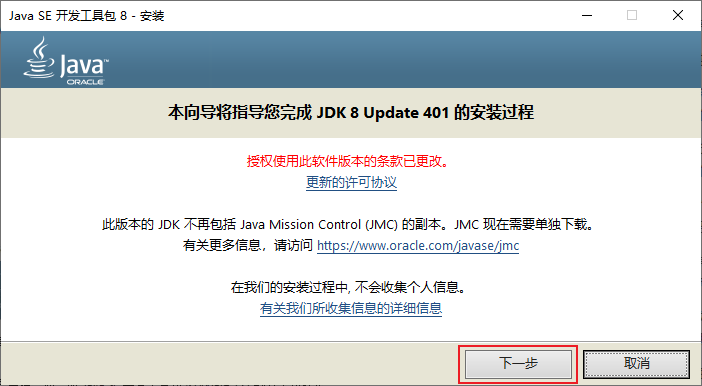 Java SE 开发工具包 8 - 安装
Java™
ORACLE
本向导将指导您完成 JDK 8 Update 401 的安装过程
授权使用此软件版本的条款已更改。
更新的许可协议
此版本的 JDK 不再包括 Java Mission Control (JMC) 的副本。JMC 现在需要单独下载。
有关更多信息，请访问 https://www.oracle.com/javase/jmc
在我们的安装过程中, 不会收集个人信息。
有关我们所收集信息的详细信息
下一步 取消